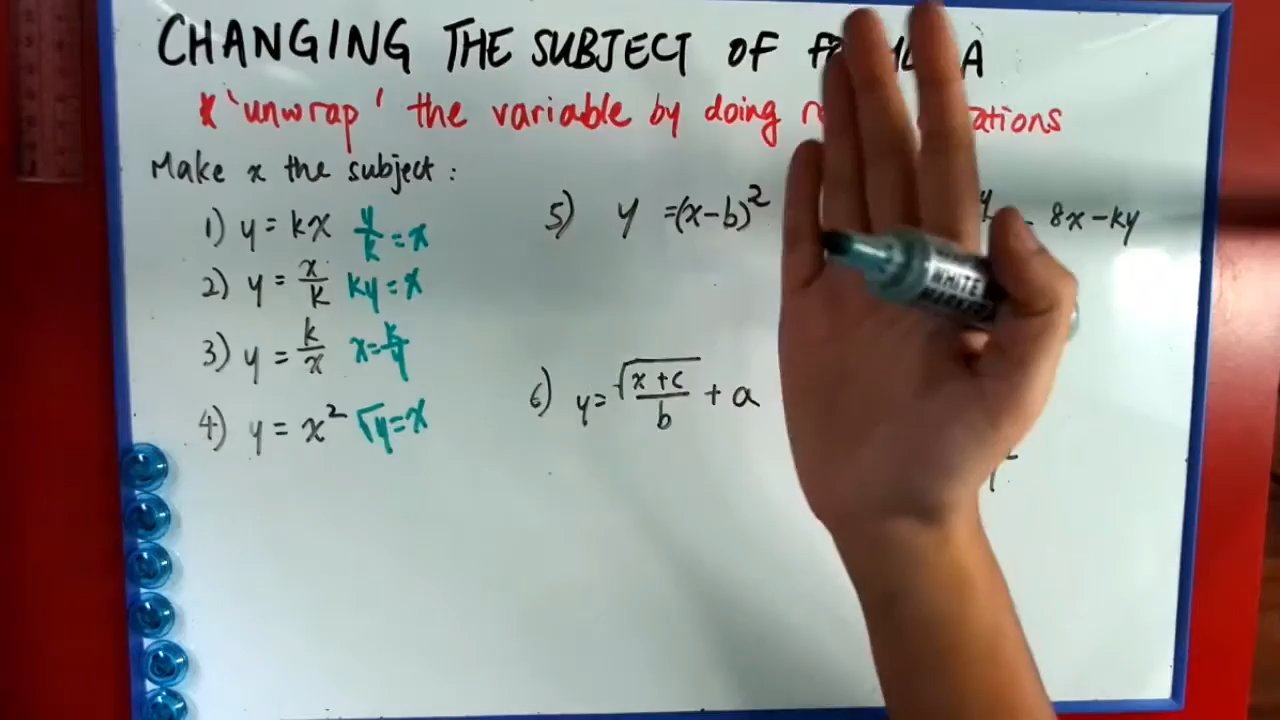 CHANGING THE SUBJECT OF
* 'unwrap' the variable by doing
Make x the subject :
1) y = kx y/k = x
2) y = x/k ky = x
3) y = k/x x = k/y
4) y = x² √y = x
5) y = (x-b)²
8x - ky
6) y = √(x+c)/b + a
WHITE